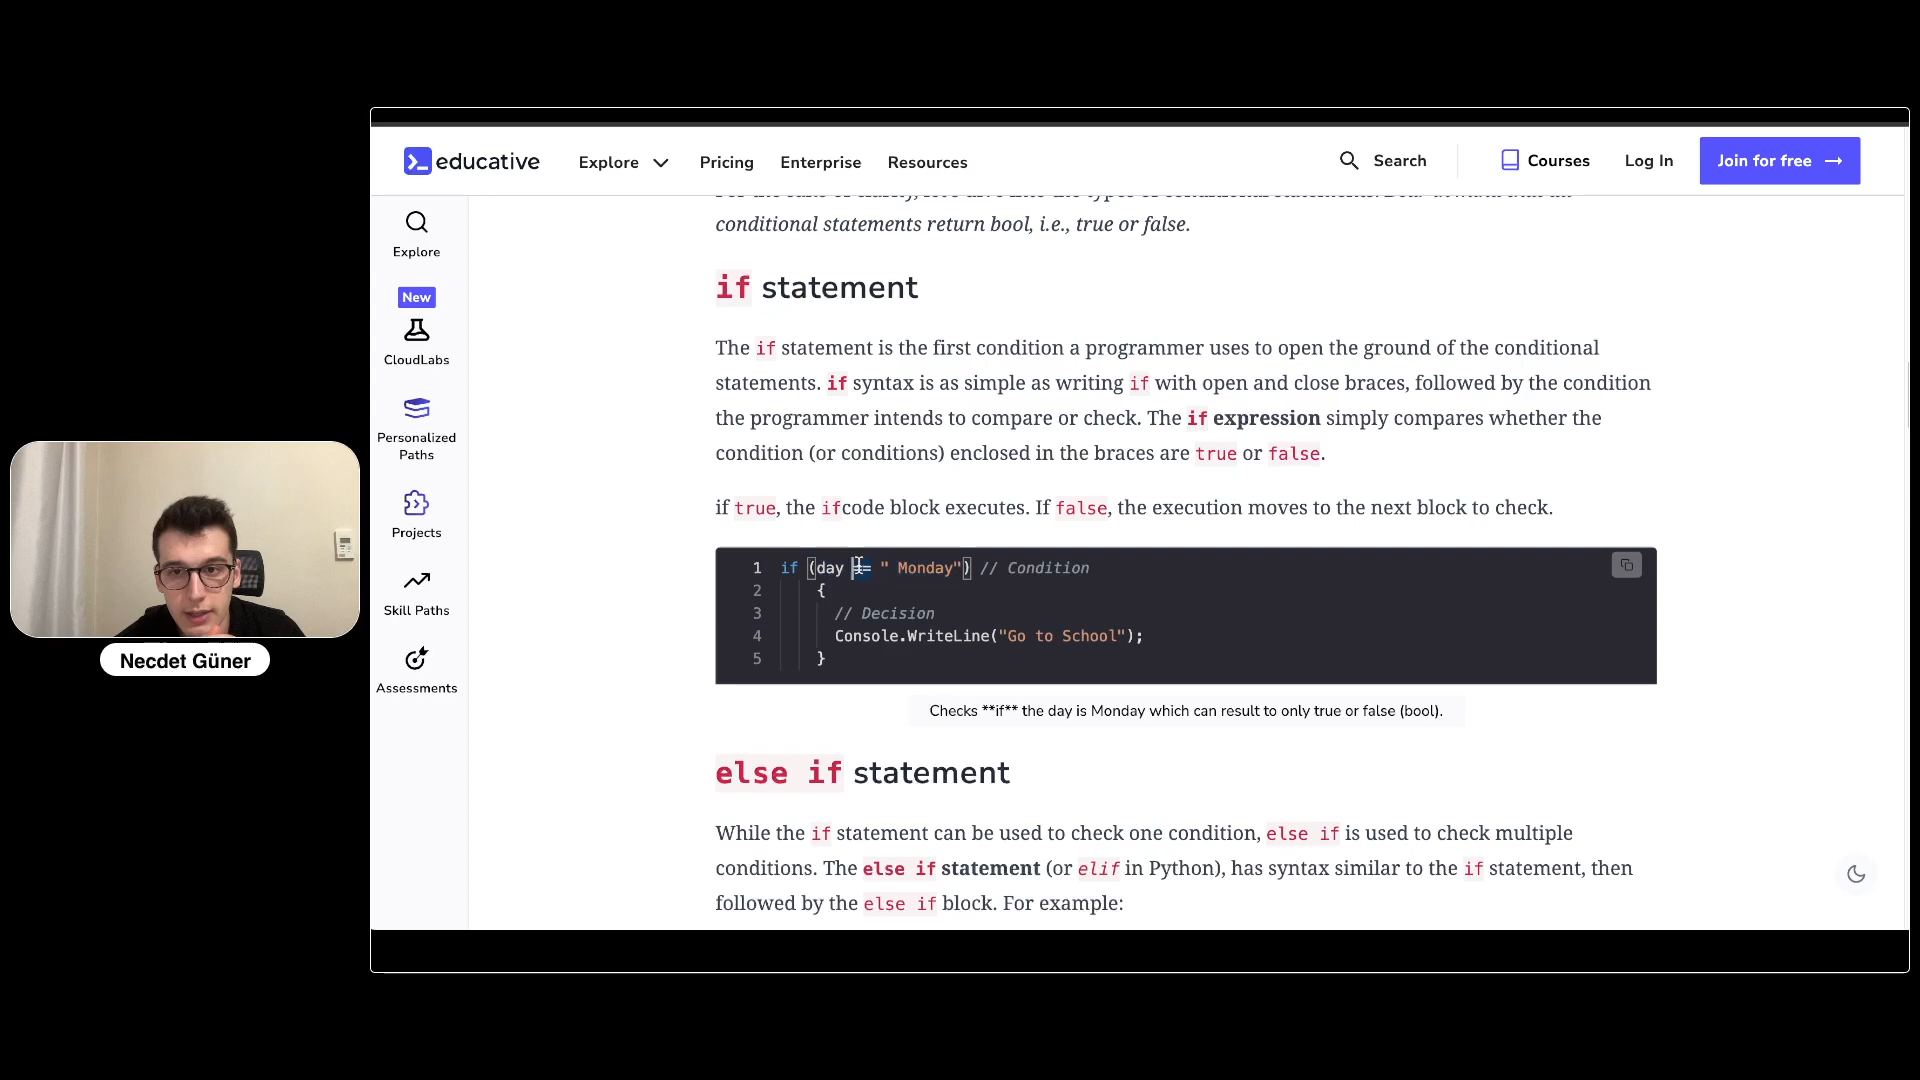 educative
Explore
Pricing
Enterprise
Resources
Search
Courses
Log In
Join for free
Explore
New
CloudLabs
Personalized
Paths
Projects
Skill Paths
Assessments
conditional statements return bool, i.e., true or false.
if statement
The if statement is the first condition a programmer uses to open the ground of the conditional
statements. if syntax is as simple as writing if with open and close braces, followed by the condition
the programmer intends to compare or check. The if expression simply compares whether the
condition (or conditions) enclosed in the braces are true or false.
if true, the ifcode block executes. If false, the execution moves to the next block to check.
1 if (day == " Monday") // Condition
2 {
3 // Decision
4 Console.WriteLine("Go to School");
5 }
Checks **if** the day is Monday which can result to only true or false (bool).
else if statement
While the if statement can be used to check one condition, else if is used to check multiple
conditions. The else if statement (or elif in Python), has syntax similar to the if statement, then
followed by the else if block. For example:
Necdet Güner